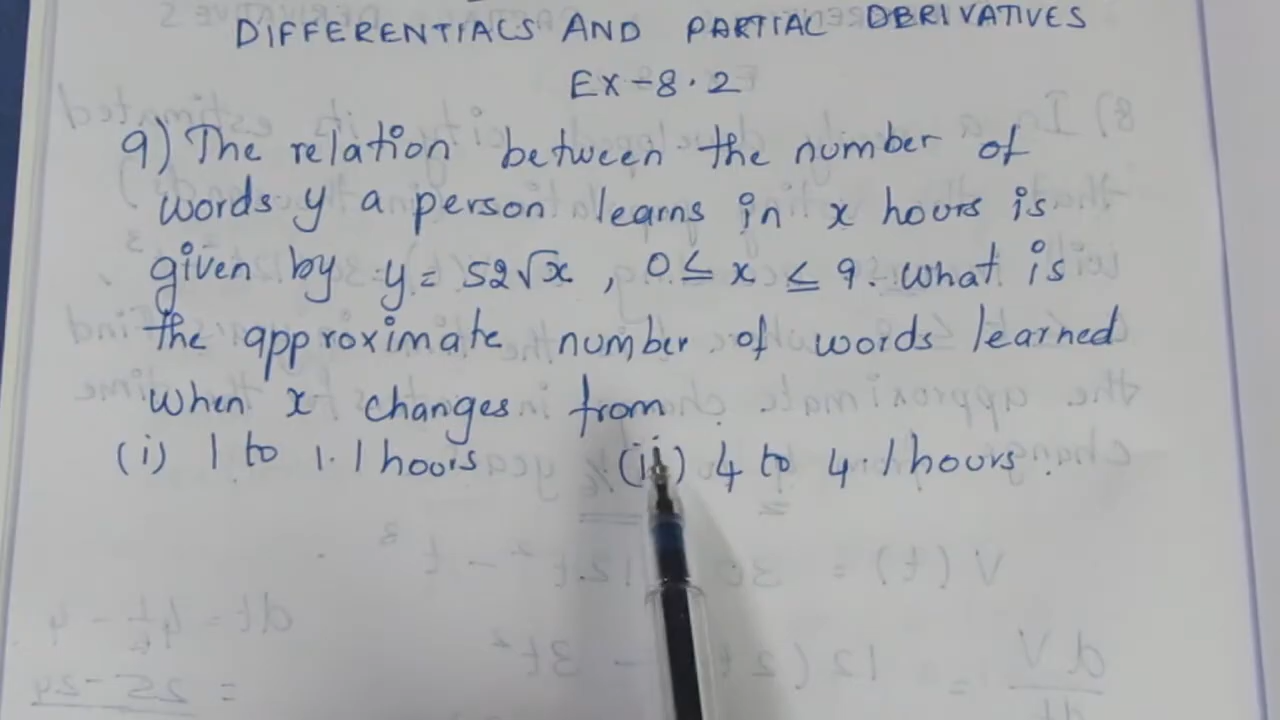 DIFFERENTIALS AND PARTIAL DERIVATIVES
EX-8.2
9) The relation between the number of
words y a person learns in x hours is
given by y = 52√x , 0 ≤ x ≤ 9. what is
the approximate number of words learned
when x changes from
(i) 1 to 1.1 hours (ii) 4 to 4.1 hours.